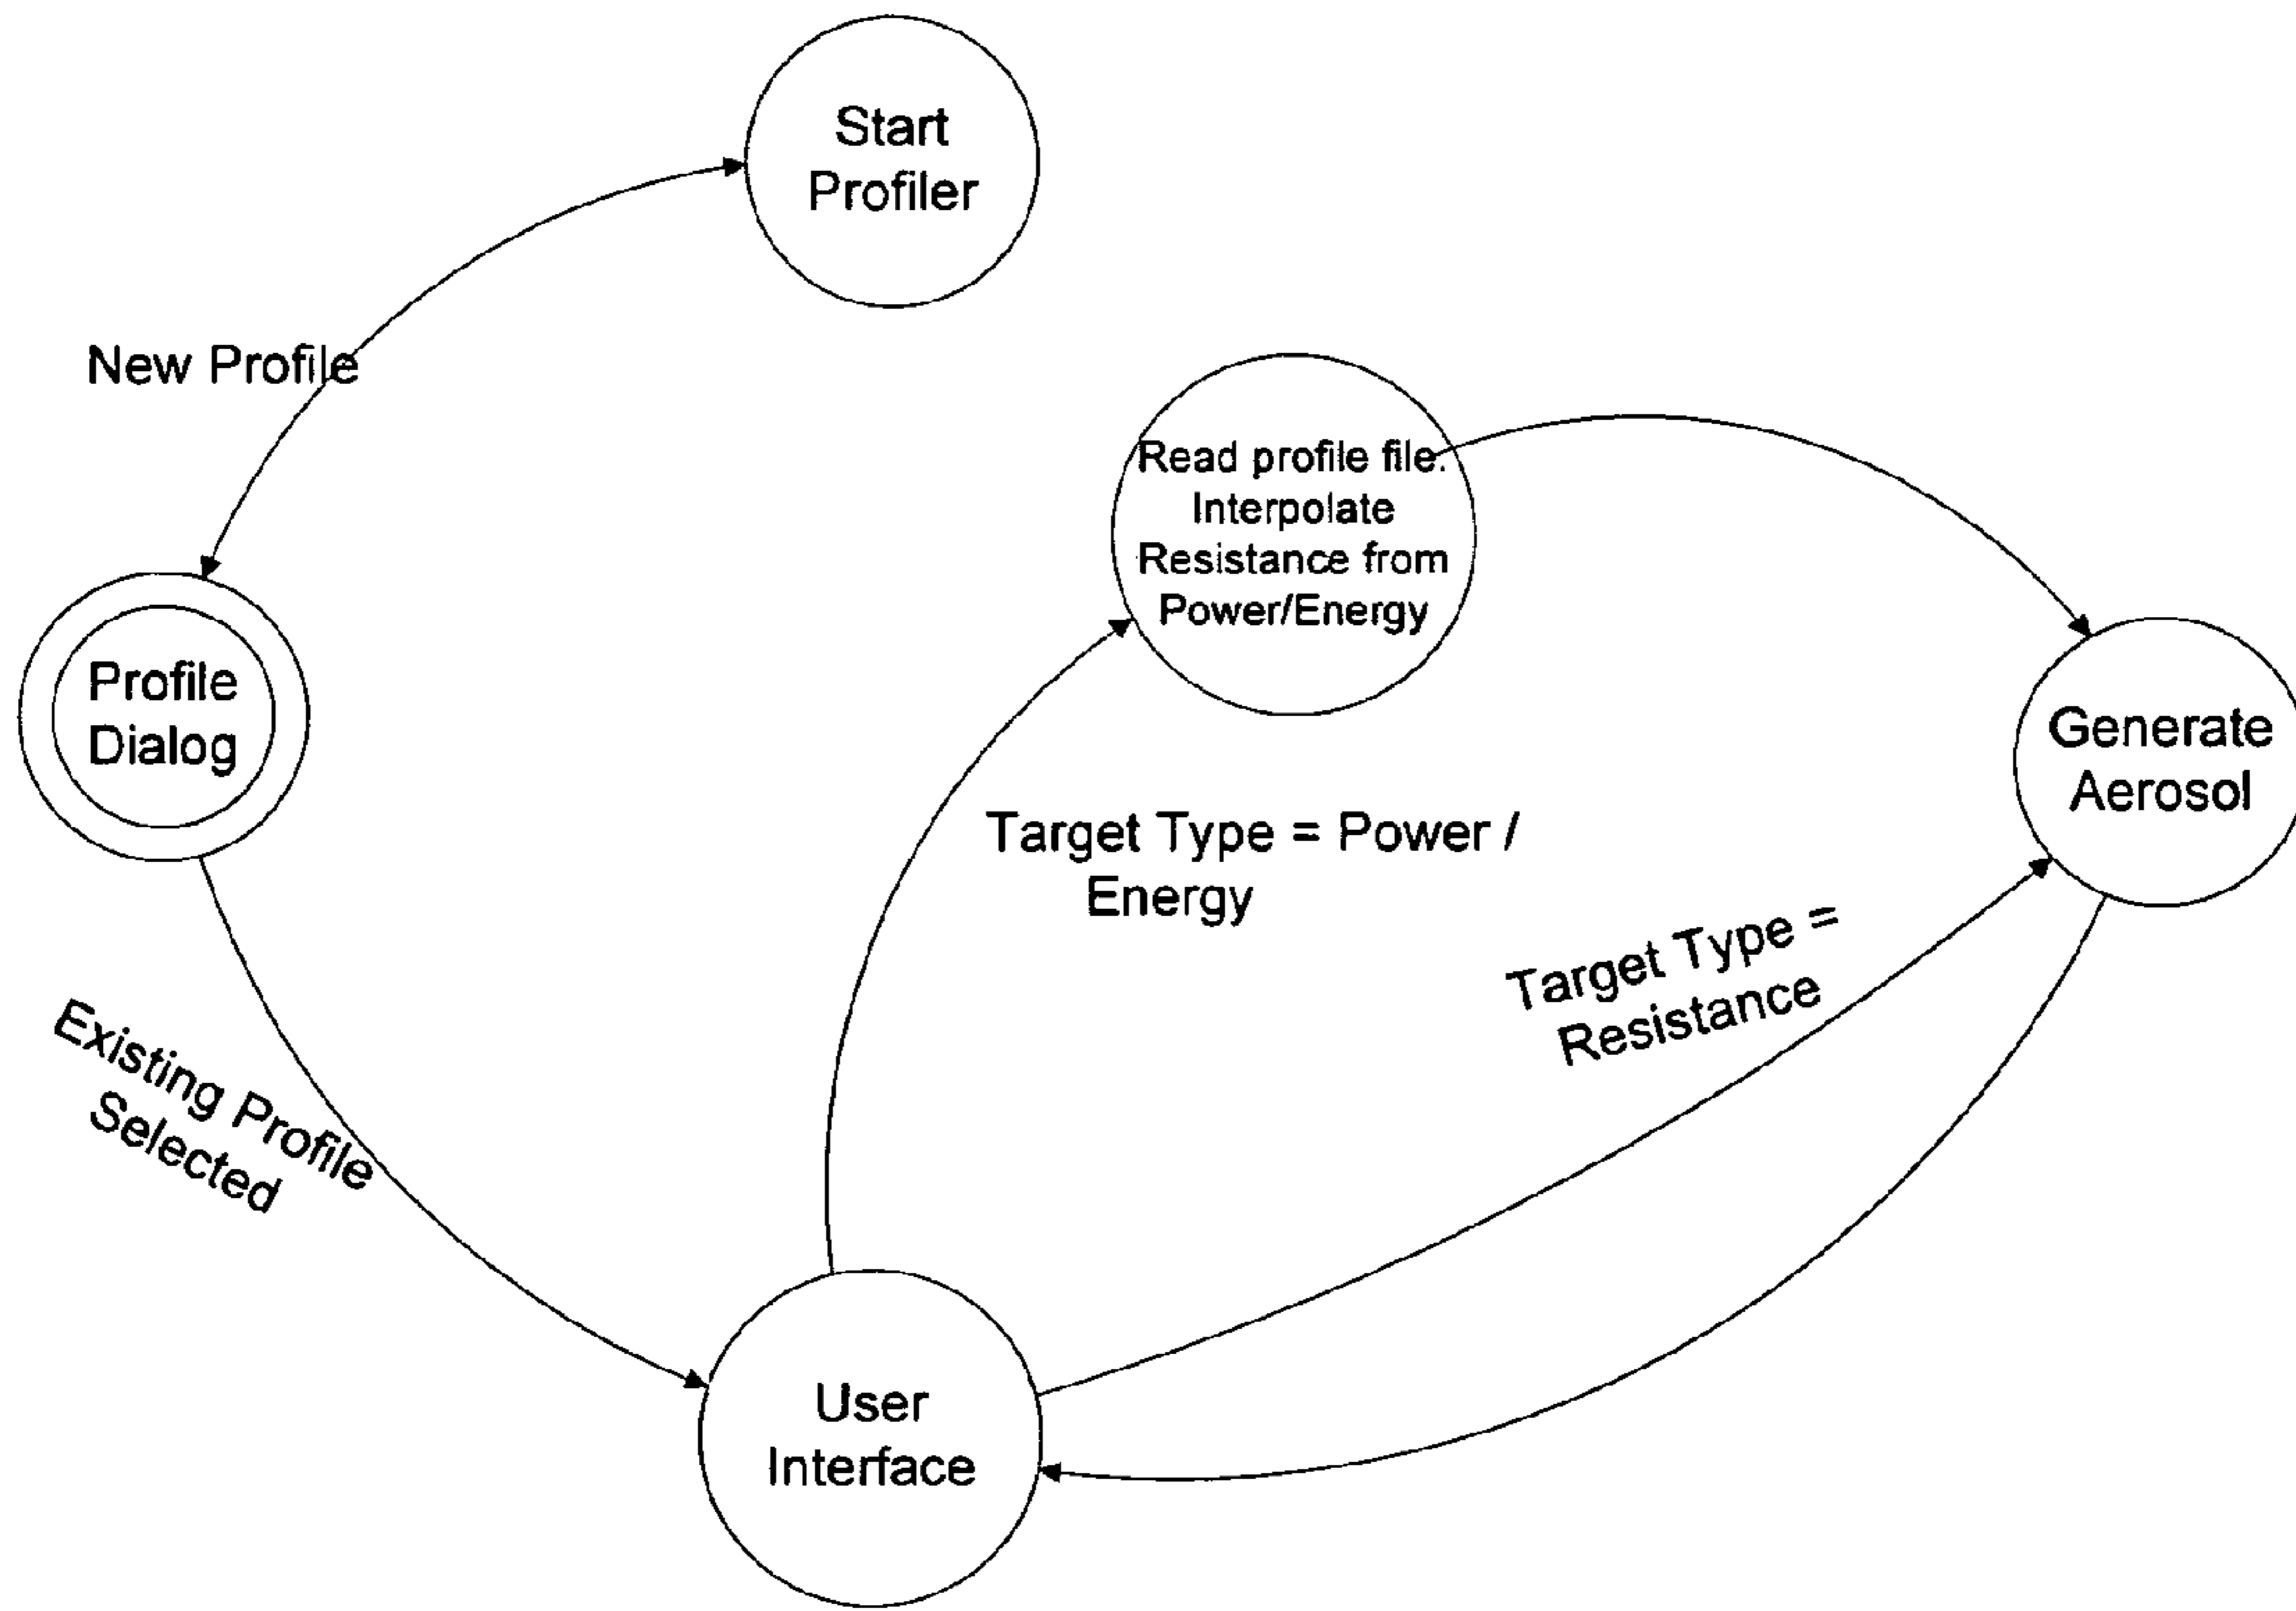 Start
Profiler
New Profile
Read profile file.
Interpolate
Resistance from
Power/Energy
Profile
Dialog
Generate
Aerosol
Target Type = Power /
Energy
Target Type =
Resistance
Existing Profile
Selected
User
Interface